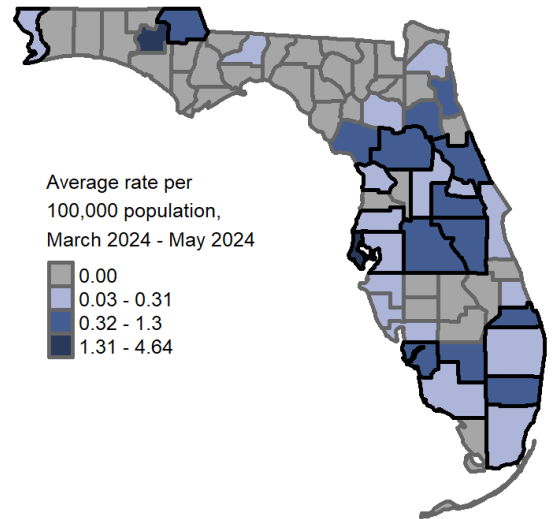 Average rate per
100,000 population,
March 2024 - May 2024
0.00
0.03 - 0.31
0.32 - 1.3
1.31 - 4.64